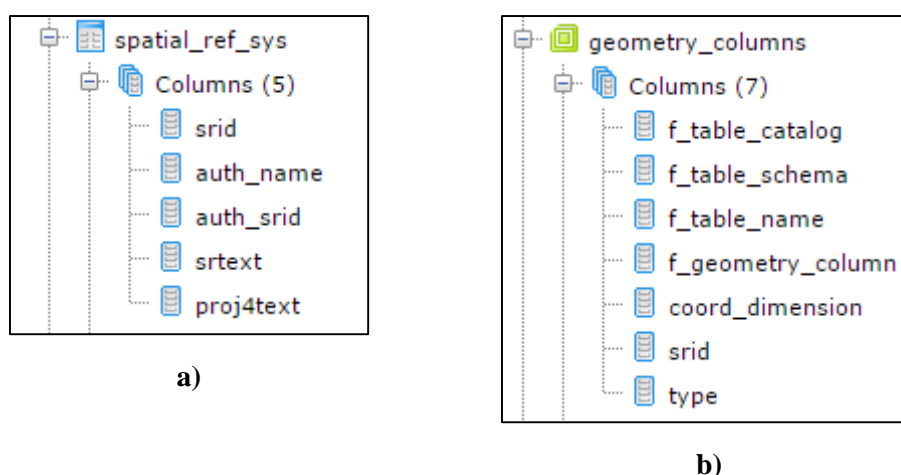 spatial_ref_sys
Columns (5)
srid
auth_name
auth_srid
srtext
proj4text
a)
geometry_columns
Columns (7)
f_table_catalog
f_table_schema
f_table_name
f_geometry_column
coord_dimension
srid
type
b)